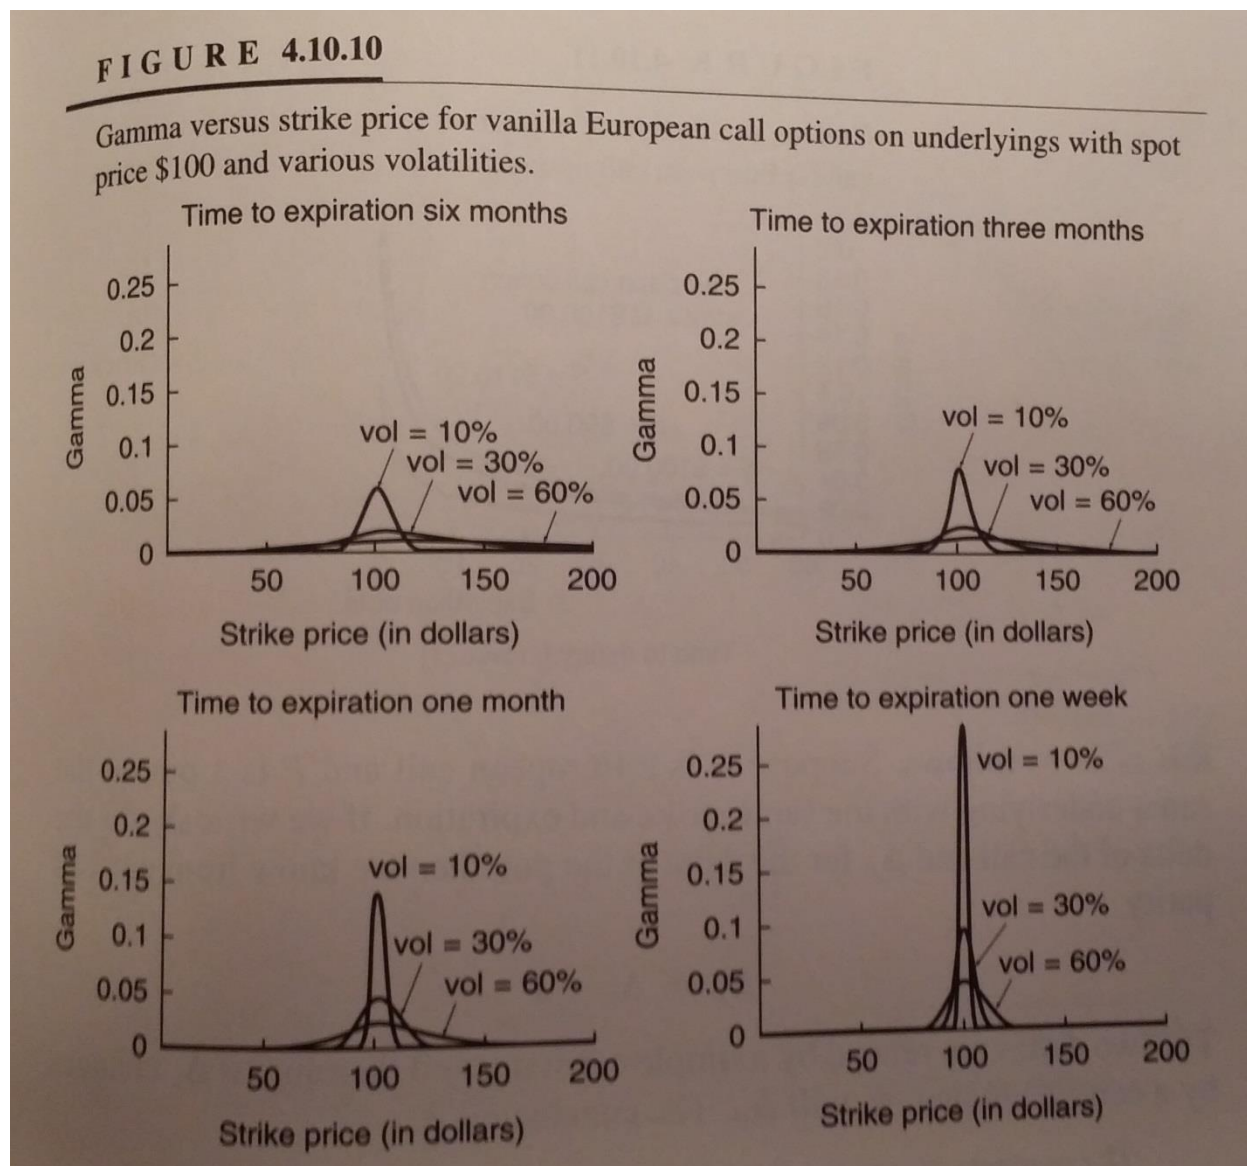 FIGURE 4.10.10
Gamma versus strike price for vanilla European call options on underlyings with spot
price $100 and various volatilities.
Time to expiration six months
0.25
0.2
0.15
0.1
0.05
0
Gamma
vol = 10%
vol = 30%
vol = 60%
50 100 150 200
Strike price (in dollars)
Time to expiration three months
0.25
0.2
0.15
0.1
0.05
0
Gamma
vol = 10%
vol = 30%
vol = 60%
50 100 150 200
Strike price (in dollars)
Time to expiration one month
0.25
0.2
0.15
0.1
0.05
0
Gamma
vol = 10%
vol = 30%
vol = 60%
50 100 150 200
Strike price (in dollars)
Time to expiration one week
0.25
0.2
0.15
0.1
0.05
0
Gamma
vol = 10%
vol = 30%
vol = 60%
50 100 150 200
Strike price (in dollars)